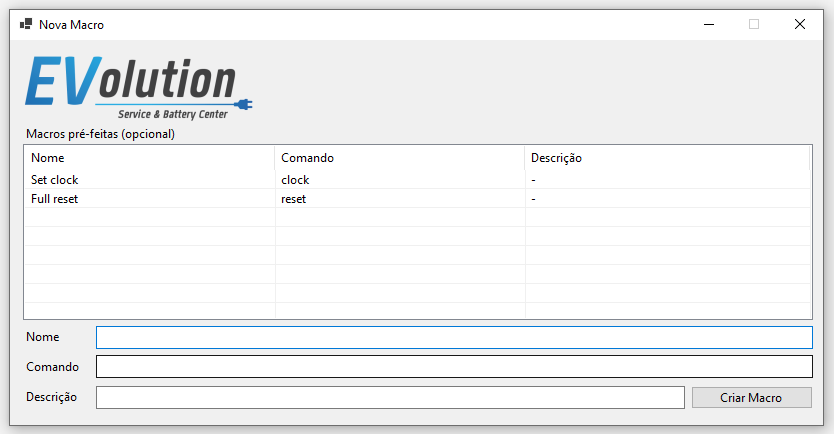 Nova Macro
EVolution
Service & Battery Center
Macros pré-feitas (opcional)
Nome Comando Descrição
Set clock clock -
Full reset reset -
Nome
Comando
Descrição Criar Macro